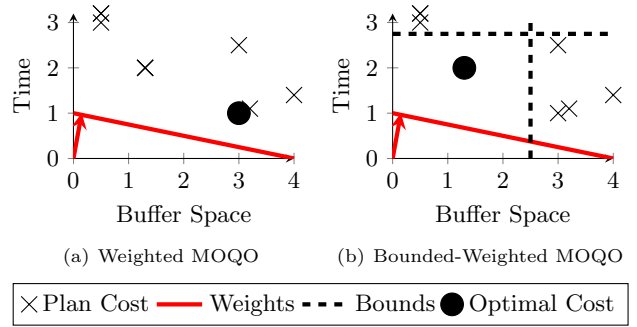 3
2
1
0
Time
0 1 2 3 4
Buffer Space
(a) Weighted MOQO
3
2
1
0
Time
0 1 2 3 4
Buffer Space
(b) Bounded-Weighted MOQO
Plan Cost Weights Bounds Optimal Cost